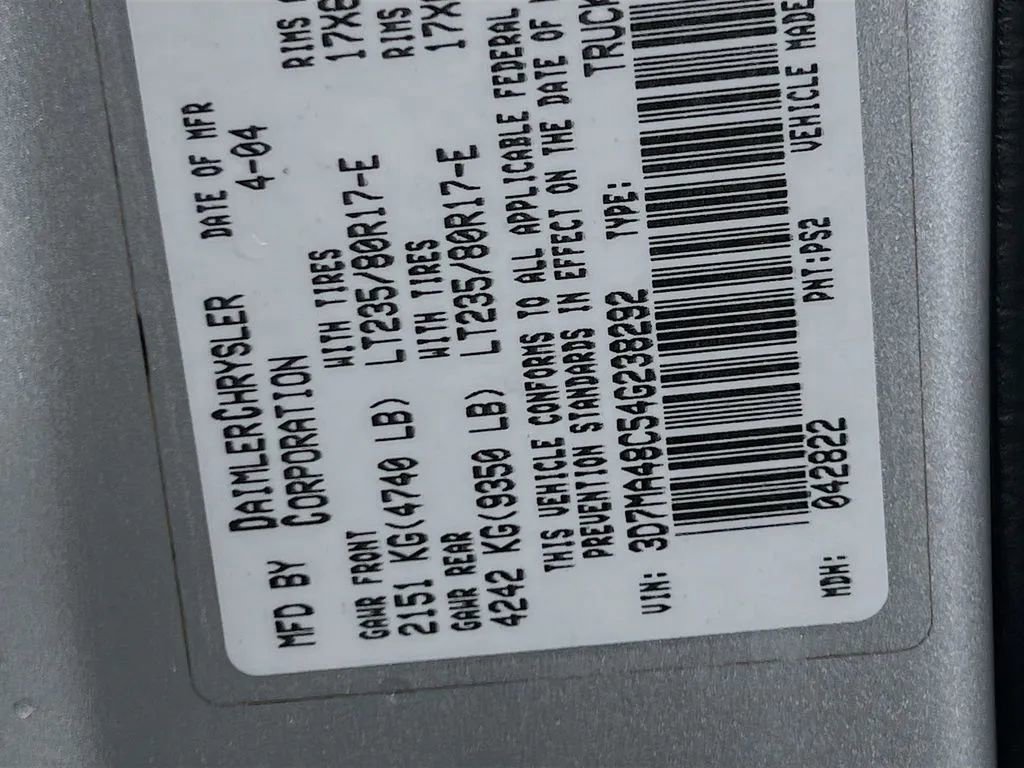 MFD BY DAIMLERCHRYSLER CORPORATION
DATE OF MFR 4-04
GAWR FRONT WITH TIRES RIMS
2151 KG(4740 LB) LT235/80R17-E 17X6
GAWR REAR WITH TIRES RIMS
4242 KG(9350 LB) LT235/80R17-E 17X
THIS VEHICLE CONFORMS TO ALL APPLICABLE FEDERAL
PREVENTION STANDARDS IN EFFECT ON THE DATE OF
VIN: 3D7MA48C54G238292 TYPE: TRUCK
MDH: 042822 PNT:PS2 VEHICLE MADE